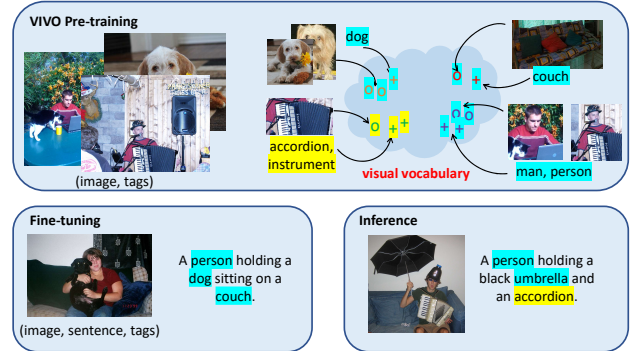 VIVO Pre-training
dog
couch
accordion,
instrument
man, person
visual vocabulary
(image, tags)
Fine-tuning
A person holding a
dog sitting on a
couch.
(image, sentence, tags)
Inference
A person holding a
black umbrella and
an accordion.